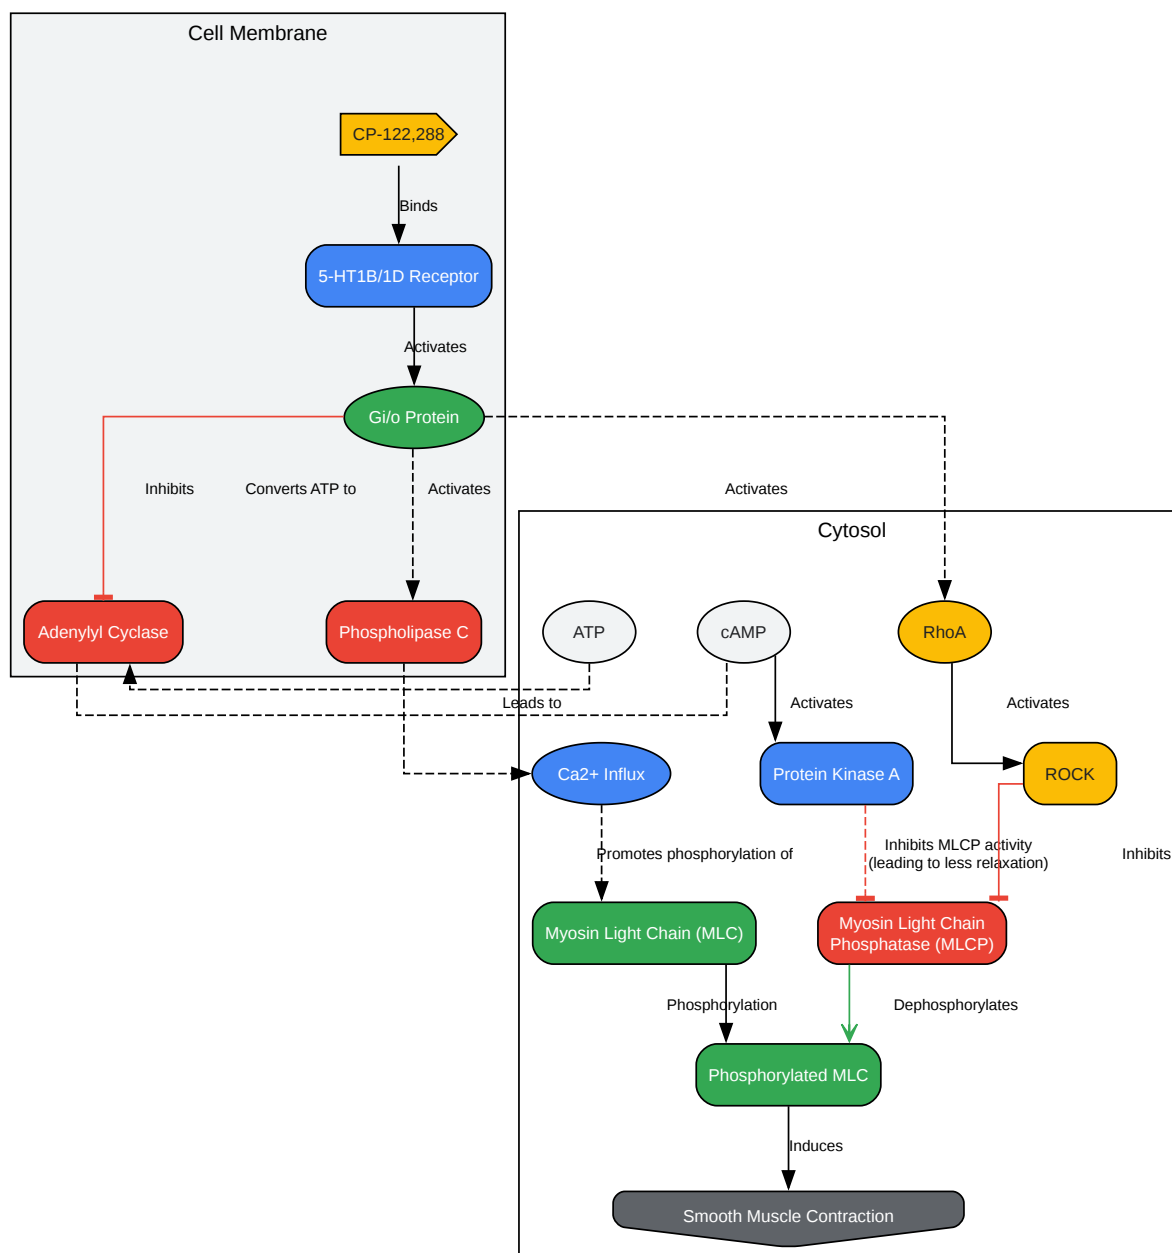 Cell Membrane
CP-122,288
Binds
5-HT1B/1D Receptor
Activates
Gi/o Protein
Inhibits
Converts ATP to
Activates
Activates
Cytosol
Adenylyl Cyclase
Phospholipase C
ATP
cAMP
RhoA
Leads to
Activates
Activates
Ca2+ Influx
Protein Kinase A
ROCK
Promotes phosphorylation of
Inhibits MLCP activity
(leading to less relaxation)
Inhibits
Myosin Light Chain (MLC)
Myosin Light Chain
Phosphatase (MLCP)
Phosphorylation
Dephosphorylates
Phosphorylated MLC
Induces
Smooth Muscle Contraction